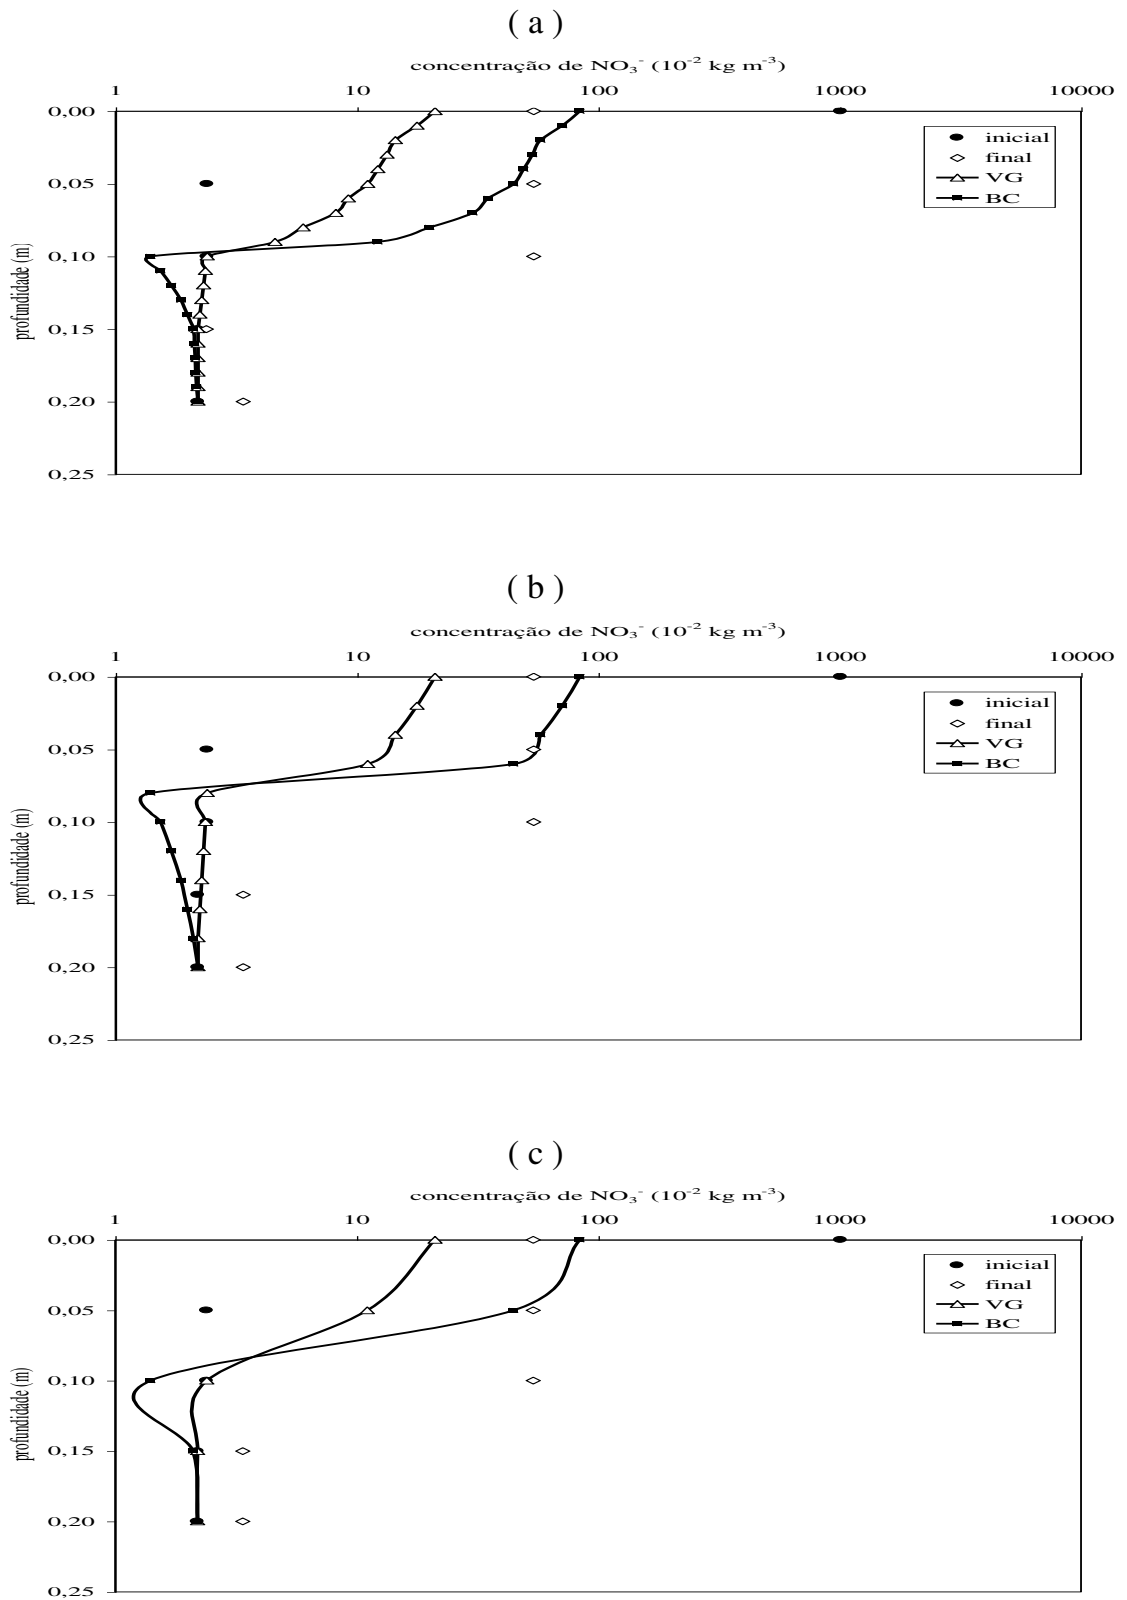 ( a )
concentração de NO₃⁻ (10⁻² kg m⁻³)
1 10 100 1000 10000
0,00
0,05
0,10
0,15
0,20
0,25
profundidade (m)
inicial
final
VG
BC
( b )
concentração de NO₃⁻ (10⁻² kg m⁻³)
1 10 100 1000 10000
0,00
0,05
0,10
0,15
0,20
0,25
profundidade (m)
inicial
final
VG
BC
( c )
concentração de NO₃⁻ (10⁻² kg m⁻³)
1 10 100 1000 10000
0,00
0,05
0,10
0,15
0,20
0,25
profundidade (m)
inicial
final
VG
BC